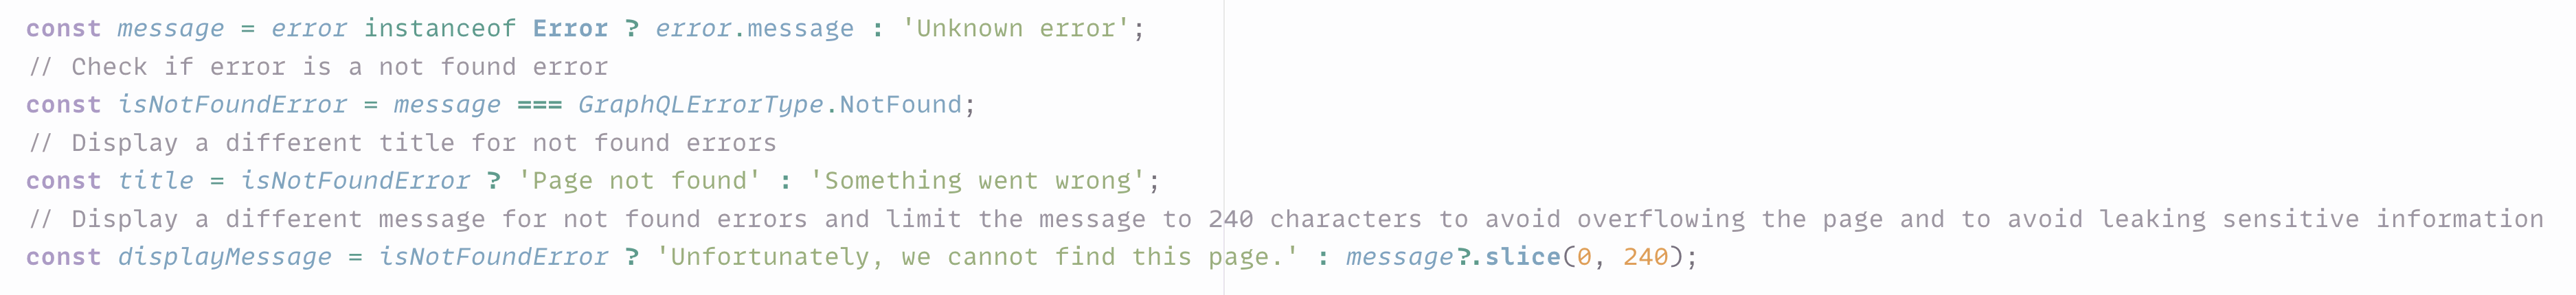 const message = error instanceof Error ? error.message : 'Unknown error';
// Check if error is a not found error
const isNotFoundError = message === GraphQLErrorType.NotFound;
// Display a different title for not found errors
const title = isNotFoundError ? 'Page not found' : 'Something went wrong';
// Display a different message for not found errors and limit the message to 240 characters to avoid overflowing the page and to avoid leaking sensitive information
const displayMessage = isNotFoundError ? 'Unfortunately, we cannot find this page.' : message?.slice(0, 240);